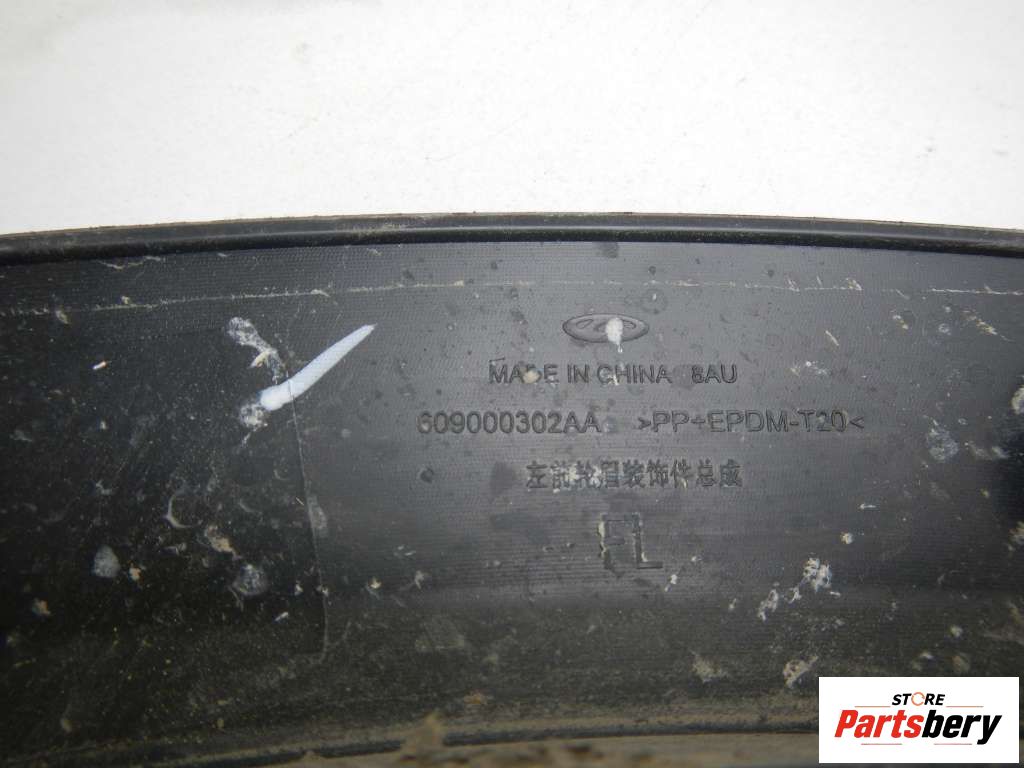 MADE IN CHINA 8AU
609000302AA >PP+EPDM-T20<
左前轮眉装饰件总成
FL
STORE
Partsbery